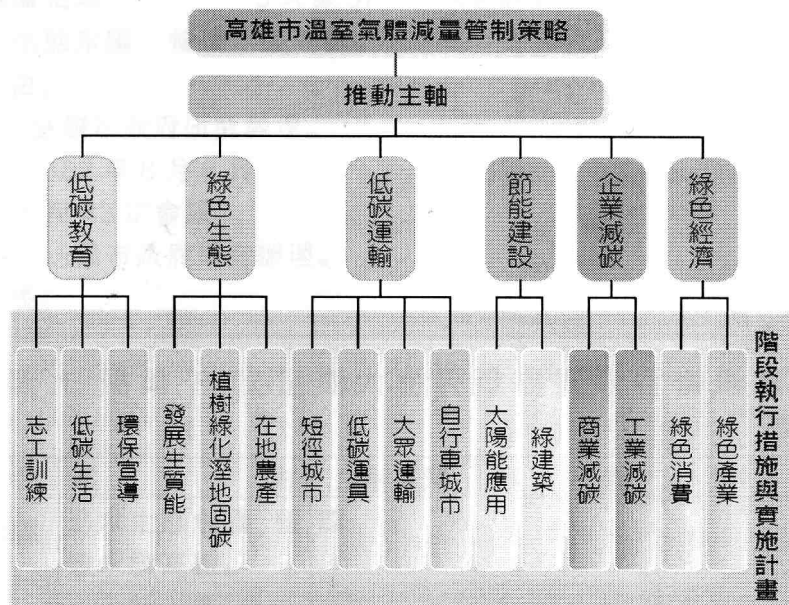 高雄市溫室氣體減量管制策略
推動主軸
低碳教育
綠色生態
低碳運輸
節能建設
企業減碳
綠色經濟
志工訓練
低碳生活
環保宣導
發展生質能
植樹綠化溼地固碳
在地農產
短徑城市
低碳運具
大眾運輸
自行車城市
太陽能應用
綠建築
商業減碳
工業減碳
綠色消費
綠色產業
階段執行措施與實施計畫